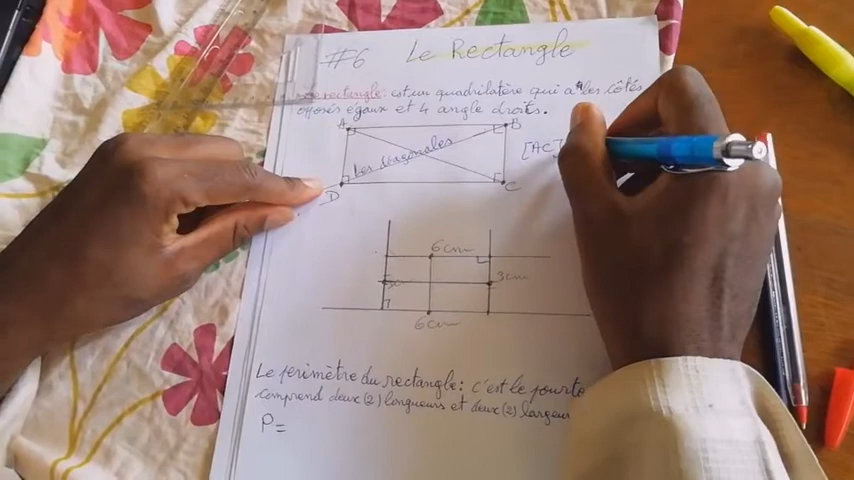 #6 Le Rectangle
rectangle: est un quadrilatère qui a les côtés
opposés égaux et 4 angle droits.
A B
Les diagonales [AC]
D C
6cm
3cm
6cm
Le périmètre du rectangle: c'est le pourto
comprend deux (2) longueurs et deux (2) largeur
P=